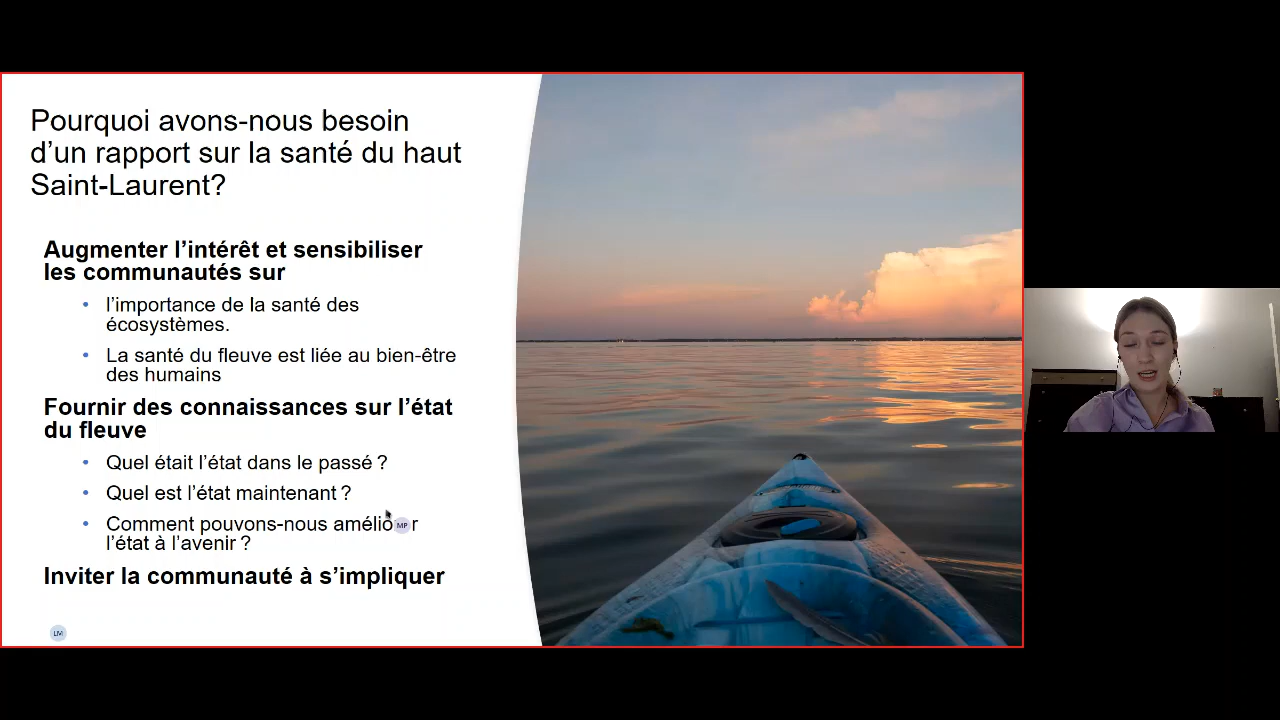 Pourquoi avons-nous besoin
d’un rapport sur la santé du haut
Saint-Laurent?
Augmenter l’intérêt et sensibiliser
les communautés sur
• l’importance de la santé des
écosystèmes.
• La santé du fleuve est liée au bien-être
des humains
Fournir des connaissances sur l’état
du fleuve
• Quel était l’état dans le passé ?
• Quel est l’état maintenant ?
• Comment pouvons-nous
l’état à l’avenir ?
Inviter la communauté à s’impliquer
LM
MP